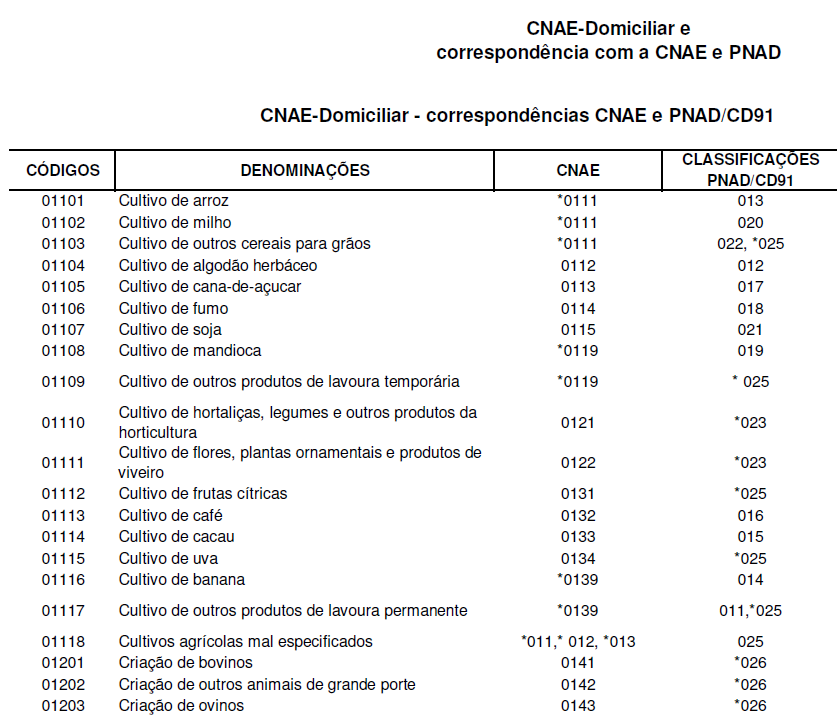 CNAE-Domiciliar e
correspondência com a CNAE e PNAD
CNAE-Domiciliar - correspondências CNAE e PNAD/CD91
CÓDIGOS DENOMINAÇÕES CNAE CLASSIFICAÇÕES
PNAD/CD91
01101 Cultivo de arroz *0111 013
01102 Cultivo de milho *0111 020
01103 Cultivo de outros cereais para grãos *0111 022, *025
01104 Cultivo de algodão herbáceo 0112 012
01105 Cultivo de cana-de-açucar 0113 017
01106 Cultivo de fumo 0114 018
01107 Cultivo de soja 0115 021
01108 Cultivo de mandioca *0119 019
01109 Cultivo de outros produtos de lavoura temporária *0119 * 025
01110 Cultivo de hortaliças, legumes e outros produtos da
horticultura 0121 *023
01111 Cultivo de flores, plantas ornamentais e produtos de
viveiro 0122 *023
01112 Cultivo de frutas cítricas 0131 *025
01113 Cultivo de café 0132 016
01114 Cultivo de cacau 0133 015
01115 Cultivo de uva 0134 *025
01116 Cultivo de banana *0139 014
01117 Cultivo de outros produtos de lavoura permanente *0139 011,*025
01118 Cultivos agrícolas mal especificados *011,* 012, *013 025
01201 Criação de bovinos 0141 *026
01202 Criação de outros animais de grande porte 0142 *026
01203 Criação de ovinos 0143 *026